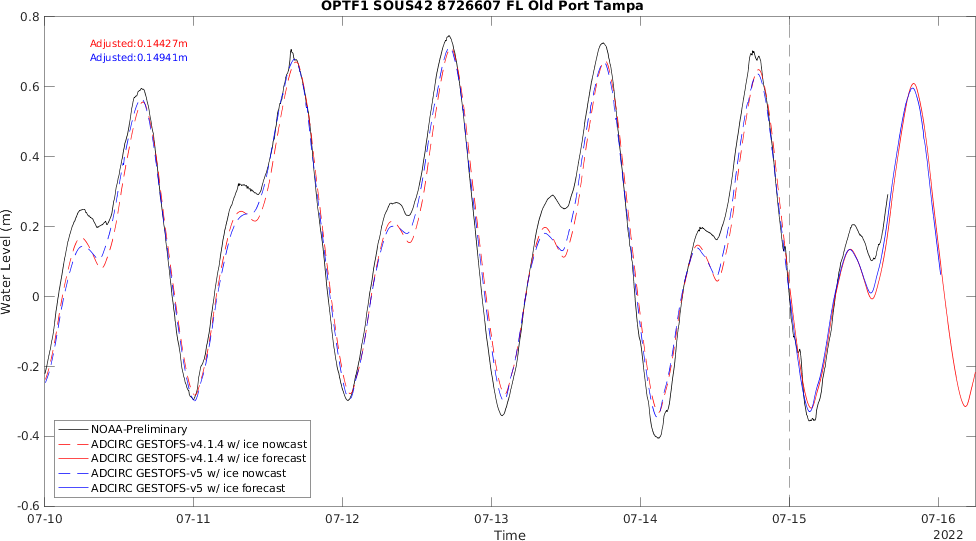 OPTF1 SOUS42 8726607 FL Old Port Tampa
Adjusted:0.14427m
Adjusted:0.14941m
Water Level (m)
0.8
0.6
0.4
0.2
0
-0.2
-0.4
-0.6
NOAA-Preliminary
ADCIRC GESTOFS-v4.1.4 w/ ice nowcast
ADCIRC GESTOFS-v4.1.4 w/ ice forecast
ADCIRC GESTOFS-v5 w/ ice nowcast
ADCIRC GESTOFS-v5 w/ ice forecast
07-10 07-11 07-12 07-13 07-14 07-15 07-16
Time
2022